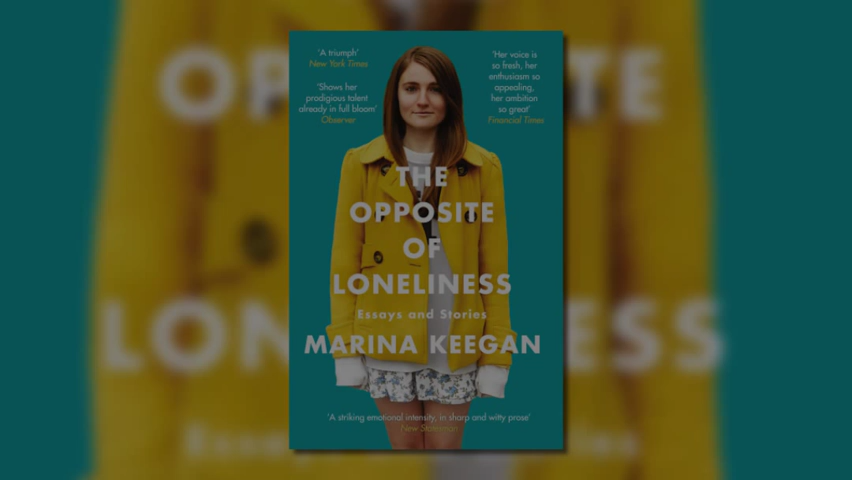 'A triumph'
New York Times
'Shows her
prodigious talent
already in full bloom'
Observer
'Her voice is
so fresh, her
enthusiasm so
appealing,
her ambition
so great'
Financial Times
THE
OPPOSITE
OF
LONELINESS
Essays and Stories
MARINA KEEGAN
'A striking emotional intensity, in sharp and witty prose'
New Statesman